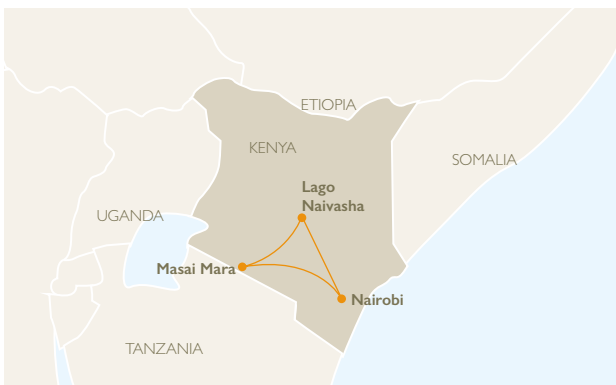 ETIOPIA
KENYA
SOMALIA
Lago
Naivasha
UGANDA
Masai Mara
Nairobi
TANZANIA